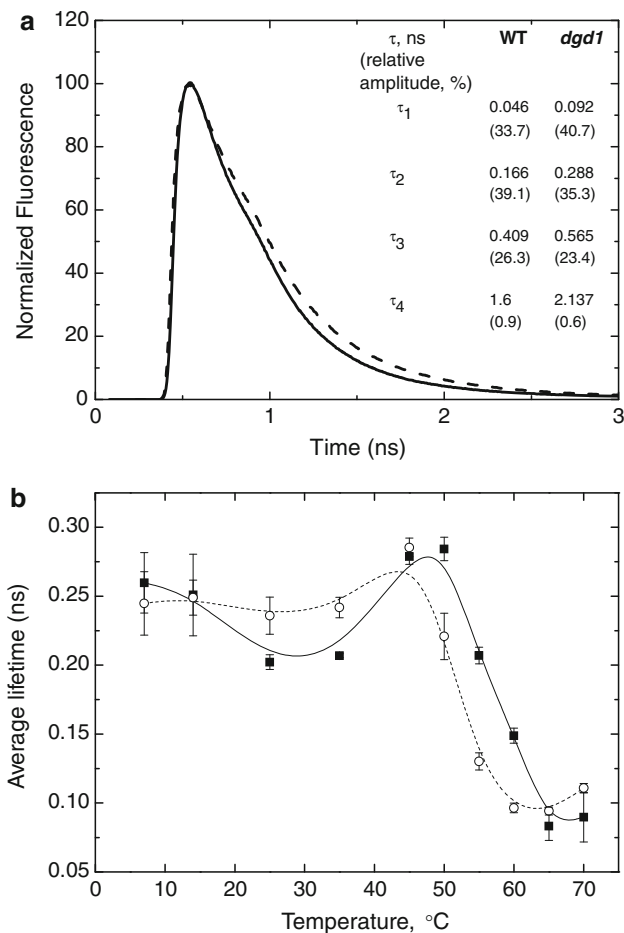 a
120
100
80
60
40
20
0
Normalized Fluorescence
0
1
2
3
Time (ns)
τ, ns WT dgd1
(relative
amplitude, %)
τ1 0.046 0.092
(33.7) (40.7)
τ2 0.166 0.288
(39.1) (35.3)
τ3 0.409 0.565
(26.3) (23.4)
τ4 1.6 2.137
(0.9) (0.6)
b
0.30
0.25
0.20
0.15
0.10
0.05
Average lifetime (ns)
0 10 20 30 40 50 60 70
Temperature, °C